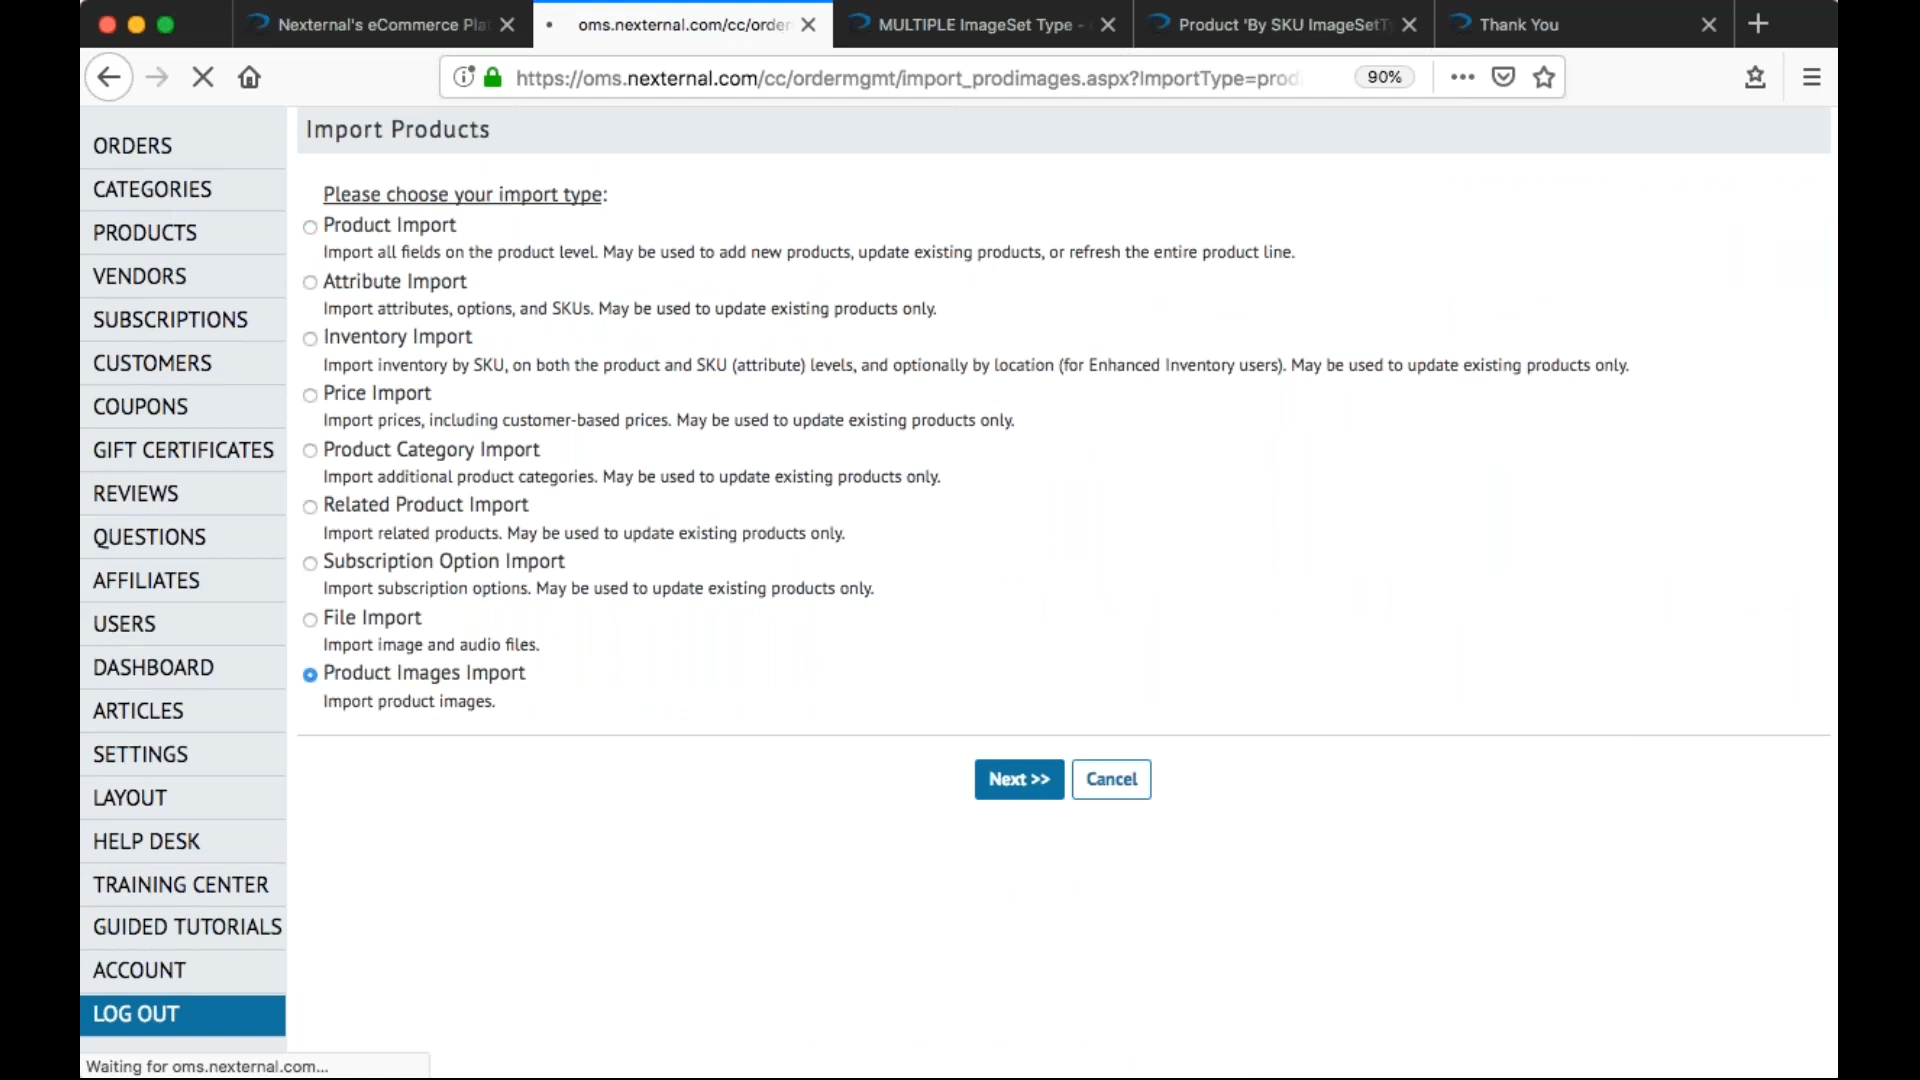 Nexternal's eCommerce Pla
oms.nexternal.com/cc/order
MULTIPLE ImageSet Type -
Product 'By SKU ImageSetT
Thank You
https://oms.nexternal.com/cc/ordermgmt/import_prodimages.aspx?ImportType=prod
90%
ORDERS
CATEGORIES
PRODUCTS
VENDORS
SUBSCRIPTIONS
CUSTOMERS
COUPONS
GIFT CERTIFICATES
REVIEWS
QUESTIONS
AFFILIATES
USERS
DASHBOARD
ARTICLES
SETTINGS
LAYOUT
HELP DESK
TRAINING CENTER
GUIDED TUTORIALS
ACCOUNT
LOG OUT
Import Products
Please choose your import type:
Product Import
Import all fields on the product level. May be used to add new products, update existing products, or refresh the entire product line.
Attribute Import
Import attributes, options, and SKUs. May be used to update existing products only.
Inventory Import
Import inventory by SKU, on both the product and SKU (attribute) levels, and optionally by location (for Enhanced Inventory users). May be used to update existing products only.
Price Import
Import prices, including customer-based prices. May be used to update existing products only.
Product Category Import
Import additional product categories. May be used to update existing products only.
Related Product Import
Import related products. May be used to update existing products only.
Subscription Option Import
Import subscription options. May be used to update existing products only.
File Import
Import image and audio files.
Product Images Import
Import product images.
Next >>
Cancel
Waiting for oms.nexternal.com...